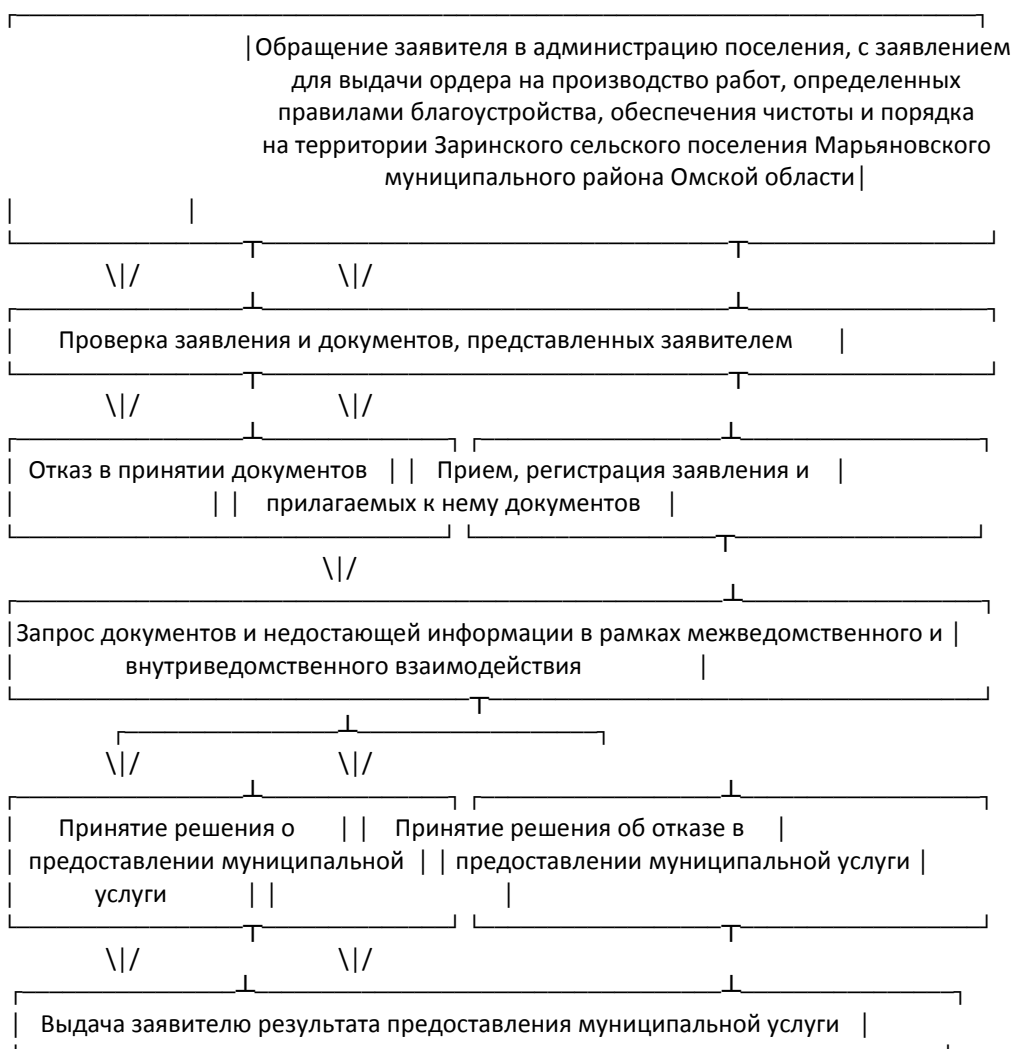 Обращение заявителя в администрацию поселения, с заявлением
для выдачи ордера на производство работ, определенных
правилами благоустройства, обеспечения чистоты и порядка
на территории Заринского сельского поселения Марьяновского
муниципального района Омской области
Проверка заявления и документов, представленных заявителем
Отказ в принятии документов
Прием, регистрация заявления и
прилагаемых к нему документов
Запрос документов и недостающей информации в рамках межведомственного и
внутриведомственного взаимодействия
Принятие решения о
предоставлении муниципальной
услуги
Принятие решения об отказе в
предоставлении муниципальной услуги
Выдача заявителю результата предоставления муниципальной услуги